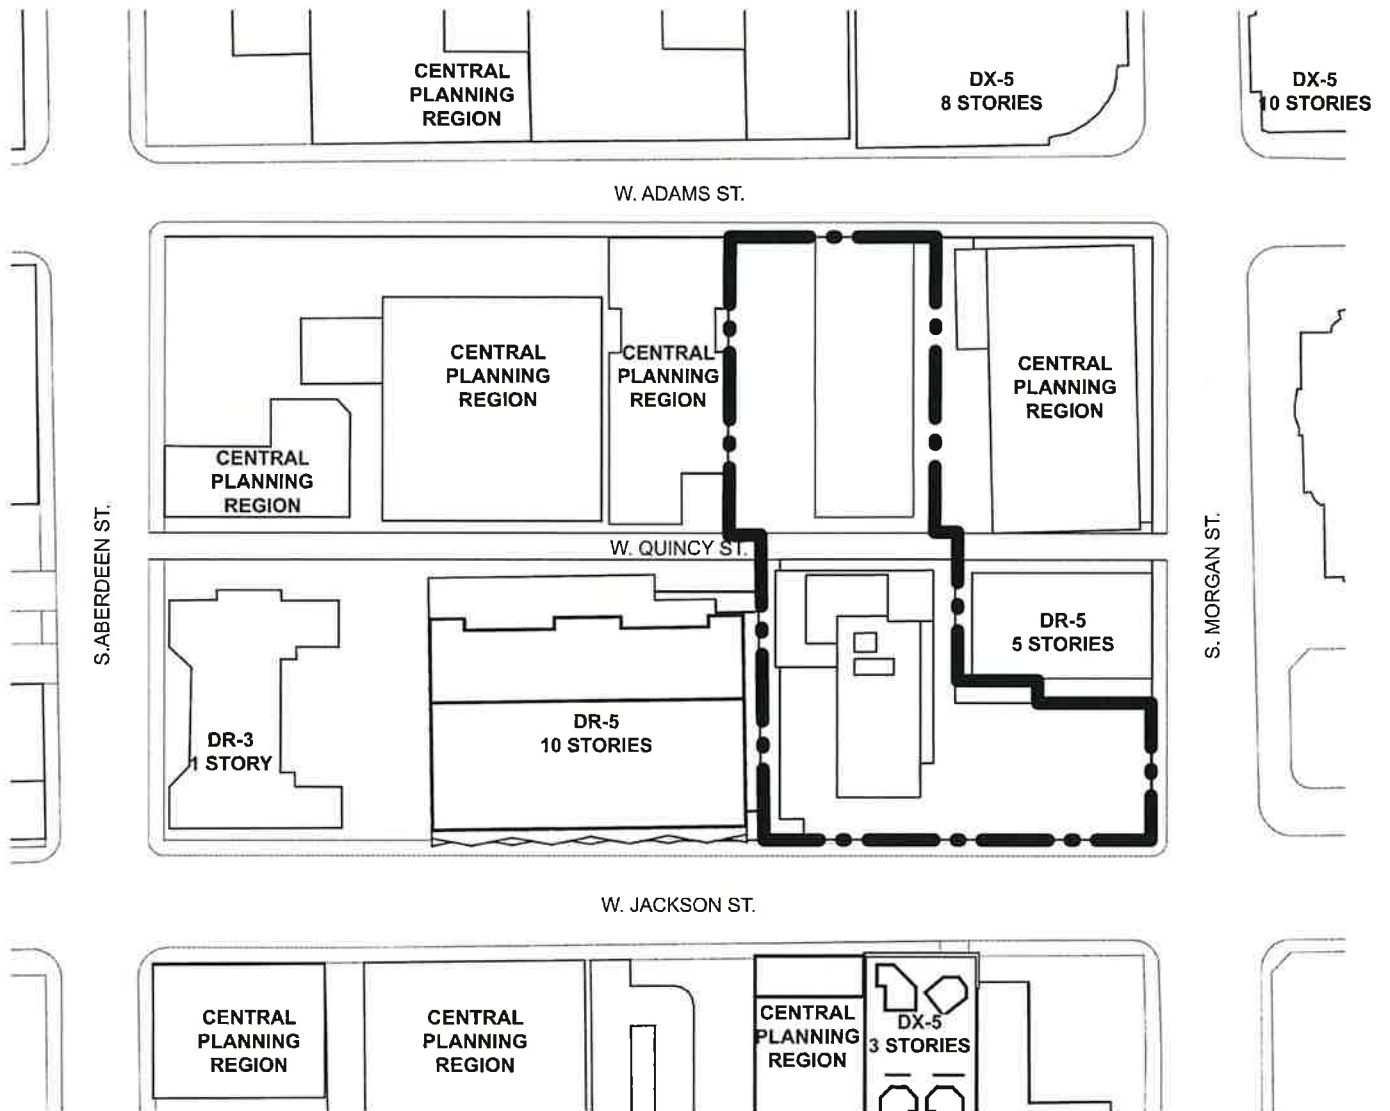 CENTRAL
PLANNING
REGION
DX-5
8 STORIES
DX-5
10 STORIES
W. ADAMS ST.
CENTRAL
PLANNING
REGION
CENTRAL
PLANNING
REGION
CENTRAL
PLANNING
REGION
CENTRAL
PLANNING
REGION
S.ABERDEEN ST.
W. QUINCY ST.
S. MORGAN ST.
DR-5
5 STORIES
DR-3
1 STORY
DR-5
10 STORIES
W. JACKSON ST.
CENTRAL
PLANNING
REGION
CENTRAL
PLANNING
REGION
CENTRAL
PLANNING
REGION
DX-5
3 STORIES